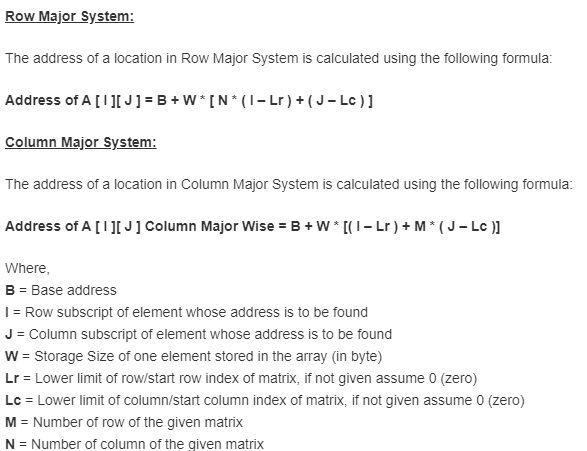 Row Major System:
The address of a location in Row Major System is calculated using the following formula:
Address of A [ I ][ J ] = B + W * [ N * ( I – Lr ) + ( J – Lc ) ]
Column Major System:
The address of a location in Column Major System is calculated using the following formula:
Address of A [ I ][ J ] Column Major Wise = B + W * [( I – Lr ) + M * ( J – Lc )]
Where,
B = Base address
I = Row subscript of element whose address is to be found
J = Column subscript of element whose address is to be found
W = Storage Size of one element stored in the array (in byte)
Lr = Lower limit of row/start row index of matrix, if not given assume 0 (zero)
Lc = Lower limit of column/start column index of matrix, if not given assume 0 (zero)
M = Number of row of the given matrix
N = Number of column of the given matrix